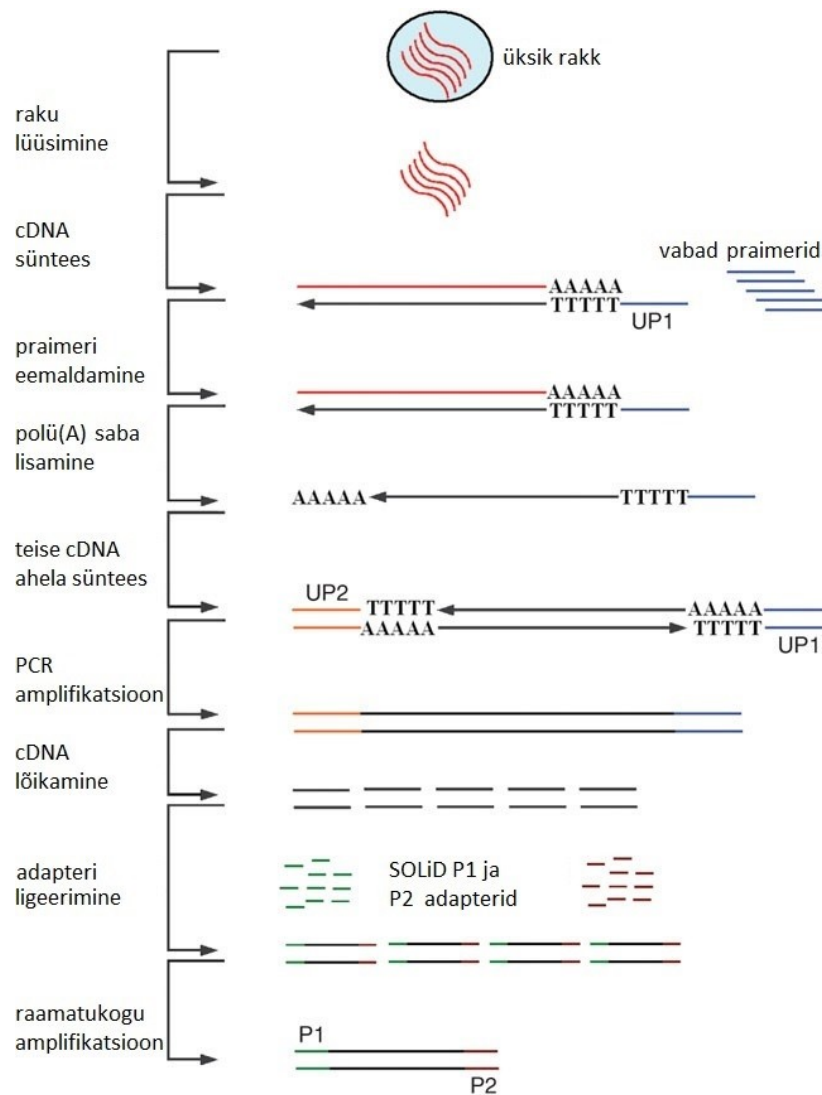 üksik rakk
raku
lüüsimine
cDNA
süntees
vabad praimerid
AAAAA
TTTTT
UP1
praimeri
eemaldamine
AAAAA
TTTTT
polü(A) saba
lisamine
AAAAA TTTTT
teise cDNA
ahela süntees
UP2
TTTTT AAAAA
AAAAA TTTTT
UP1
PCR
amplifikatsioon
cDNA
lõikamine
adapteri
ligeerimine
SOLiD P1 ja
P2 adapterid
raamatukogu
amplifikatsioon
P1
P2